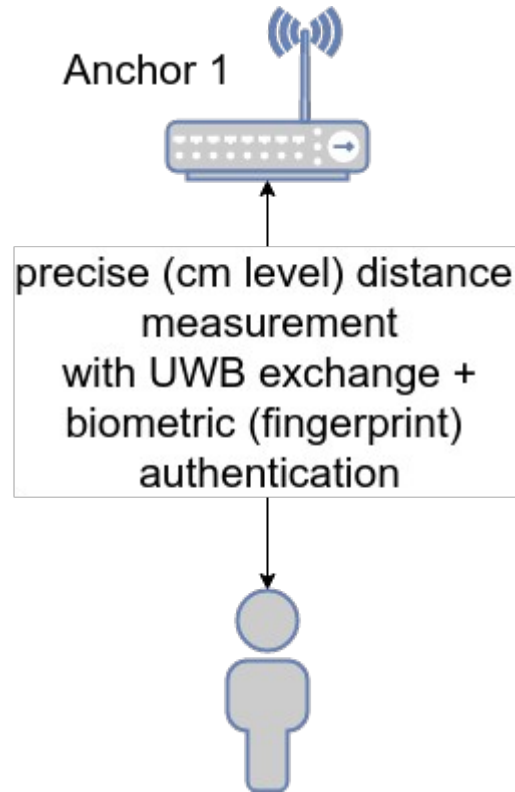 Anchor 1
precise (cm level) distance
measurement
with UWB exchange +
biometric (fingerprint)
authentication